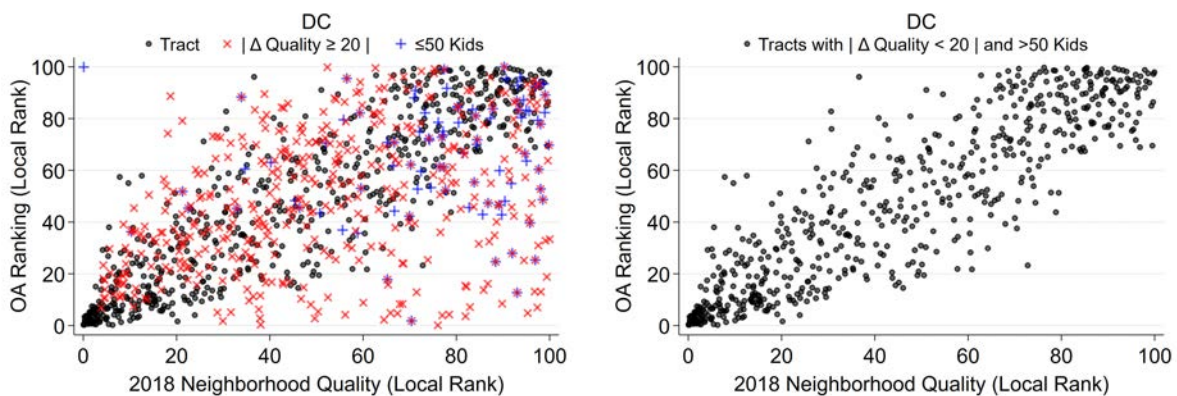 DC
Tract | Δ Quality ≥ 20 | ≤50 Kids
OA Ranking (Local Rank)
100
80
60
40
20
0
0 20 40 60 80 100
2018 Neighborhood Quality (Local Rank)
DC
Tracts with | Δ Quality < 20 | and >50 Kids
OA Ranking (Local Rank)
100
80
60
40
20
0
0 20 40 60 80 100
2018 Neighborhood Quality (Local Rank)